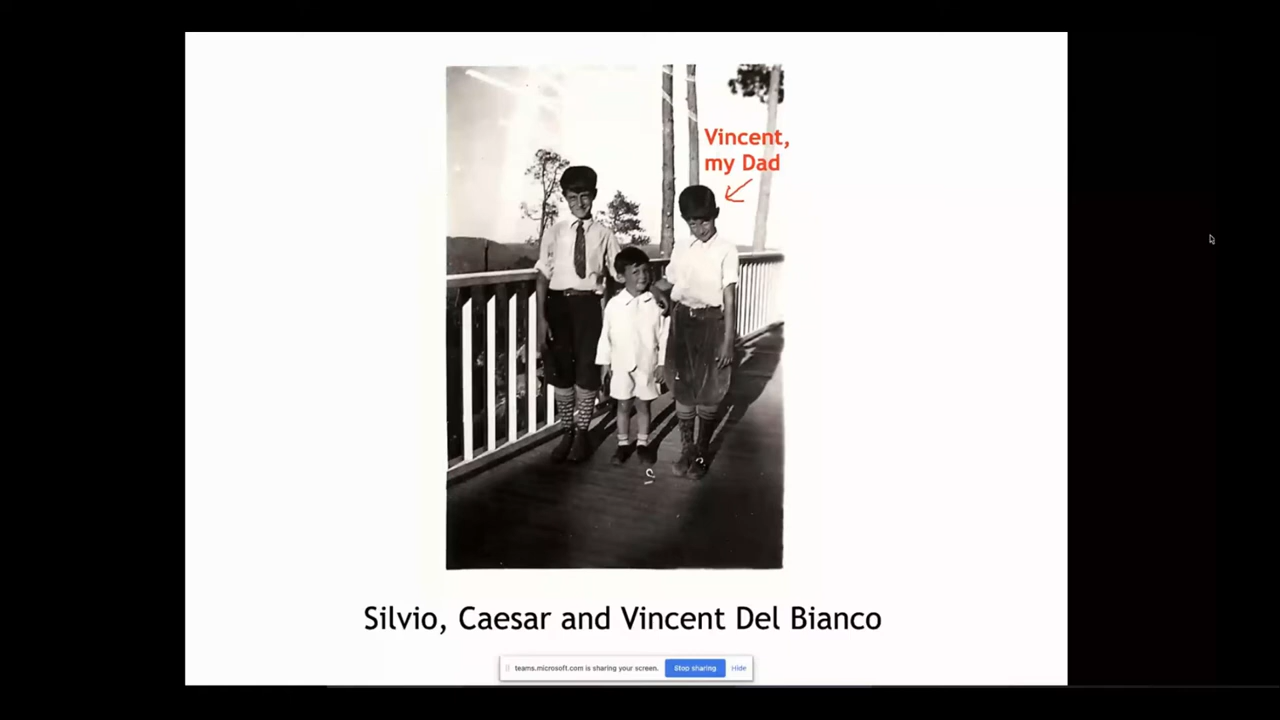 Vincent,
my Dad
Silvio, Caesar and Vincent Del Bianco
teams.microsoft.com is sharing your screen. Stop sharing Hide